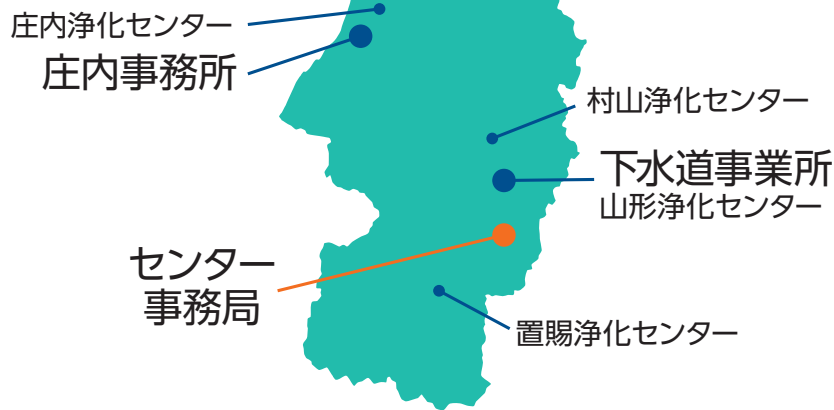 庄内浄化センター
庄内事務所
村山浄化センター
下水道事業所
山形浄化センター
センター
事務局
置賜浄化センター